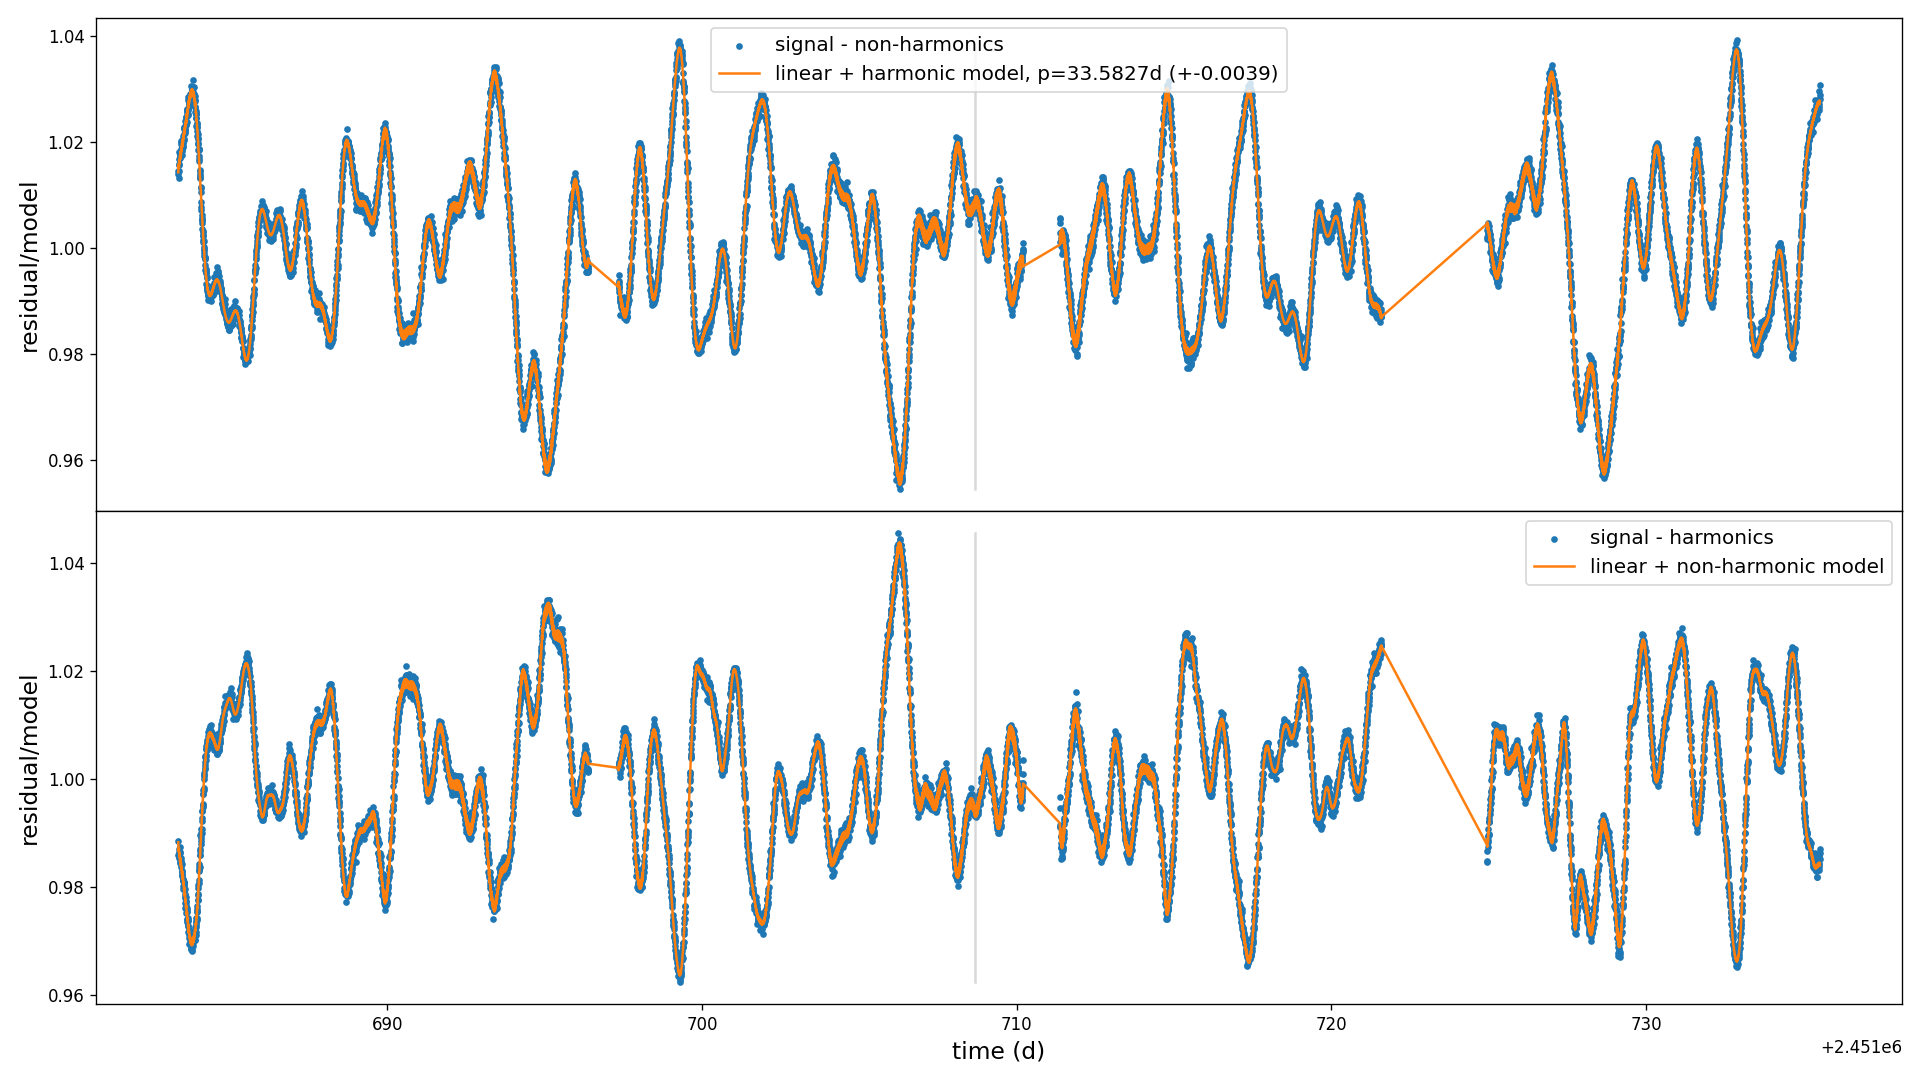 signal - non-harmonics
linear + harmonic model, p=33.5827d (+-0.0039)
residual/model
1.04
1.02
1.00
0.98
0.96
signal - harmonics
linear + non-harmonic model
residual/model
1.04
1.02
1.00
0.98
0.96
690
700
710
720
730
time (d)
+2.451e6